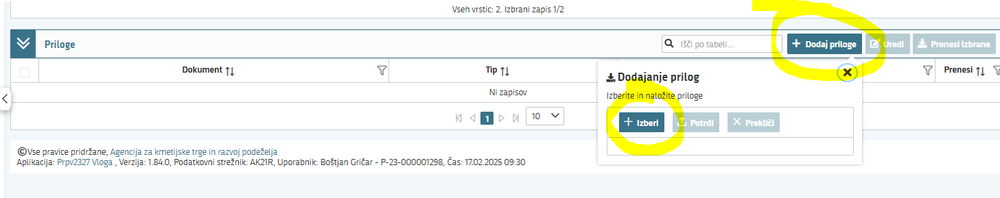 Vseh vrstic: 2. Izbrani zapis 1/2
Priloge
Išči po tabeli...
+ Dodaj priloge
Uredi
Prenesi izbrane
Dokument
Tip
Prenesi
Ni zapisov
1
10
Dodajanje prilog
Izberite in naložite priloge
+ Izberi
Potrdi
Prekliči
©Vse pravice pridržane, Agencija za kmetijske trge in razvoj podeželja
Aplikacija: Prpv2327 Vloga , Verzija: 1.84.0, Podatkovni strežnik: AK21R, Uporabnik: Boštjan Gričar - P-23-000001298, Čas: 17.02.2025 09:30